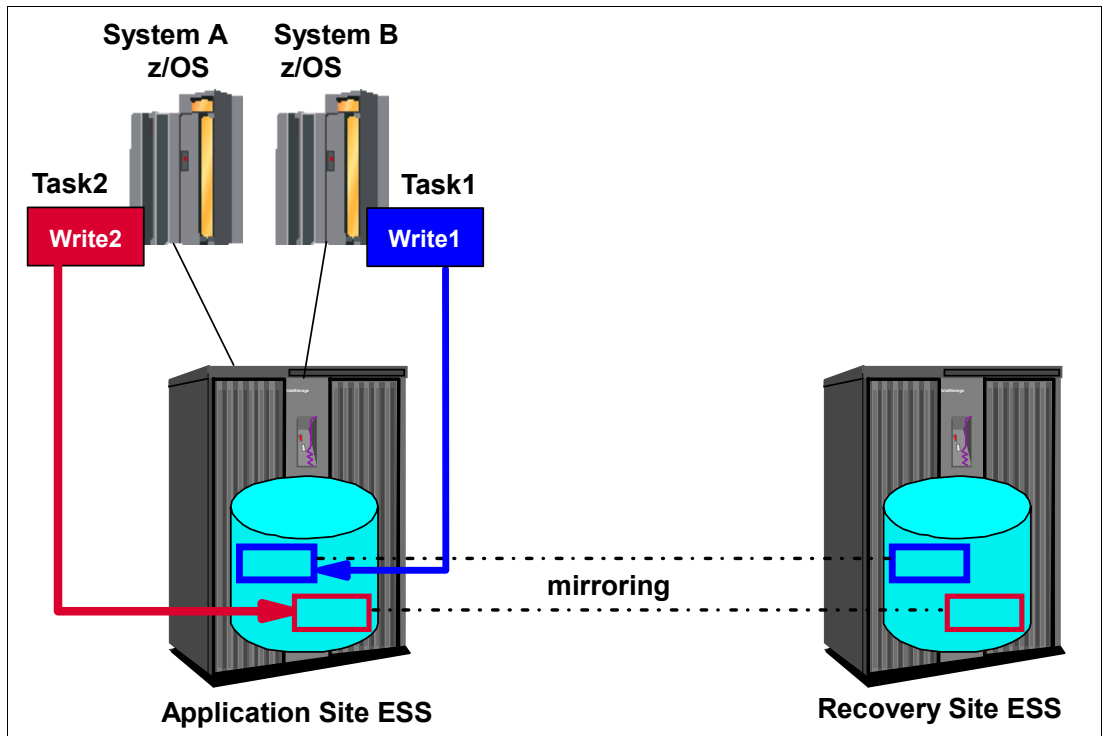 System A
z/OS
System B
z/OS
Task2
Task1
Write2
Write1
mirroring
Application Site ESS
Recovery Site ESS